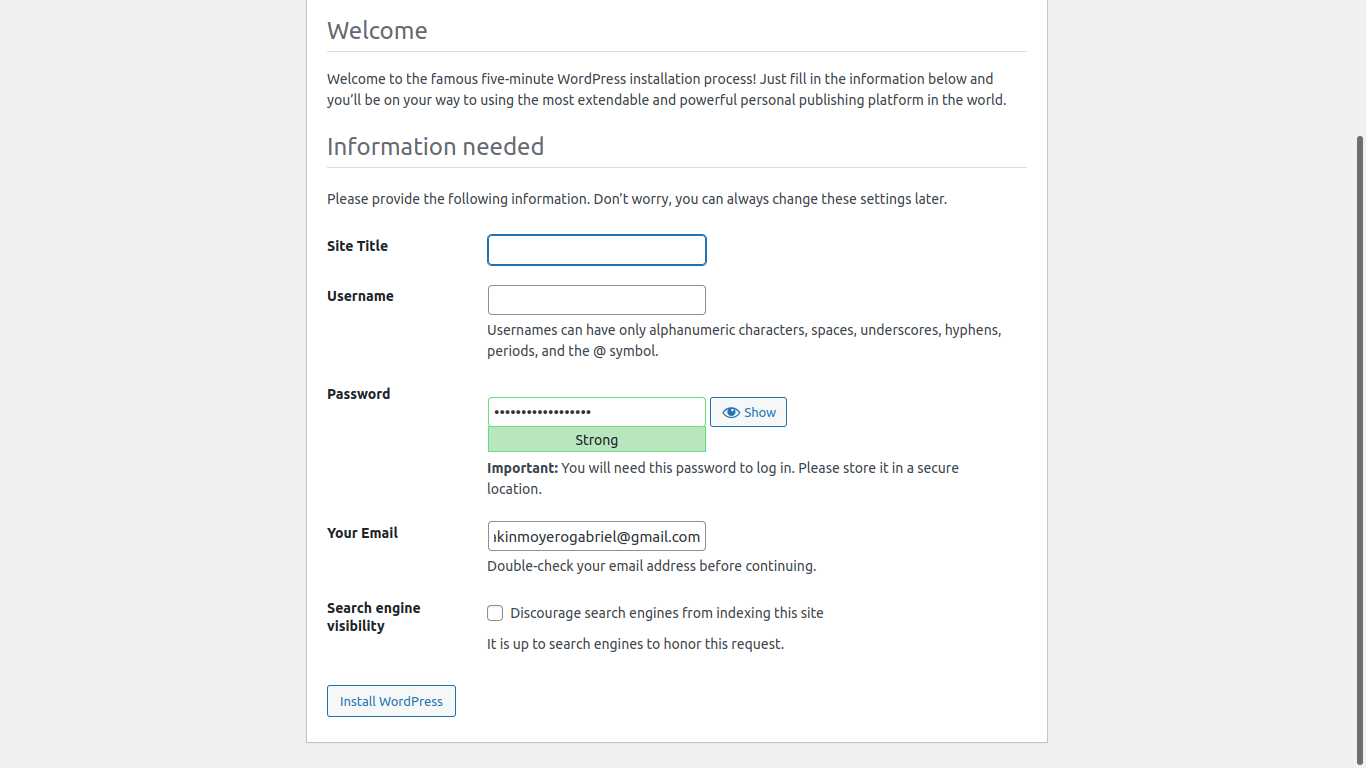 Welcome
Welcome to the famous five-minute WordPress installation process! Just fill in the information below and
you’ll be on your way to using the most extendable and powerful personal publishing platform in the world.
Information needed
Please provide the following information. Don’t worry, you can always change these settings later.
Site Title
Username
Usernames can have only alphanumeric characters, spaces, underscores, hyphens,
periods, and the @ symbol.
Password
•••••••••••••••••• Show
Strong
Important: You will need this password to log in. Please store it in a secure
location.
Your Email
kinmoyerogabriel@gmail.com
Double-check your email address before continuing.
Search engine
visibility
Discourage search engines from indexing this site
It is up to search engines to honor this request.
Install WordPress